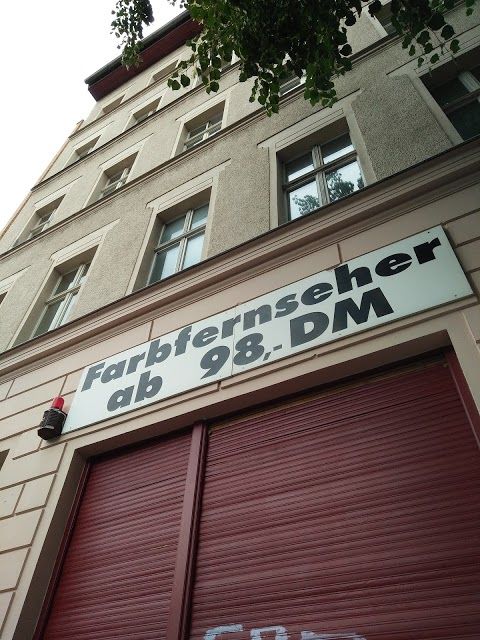 Farbfernseher
ab 98,- DM